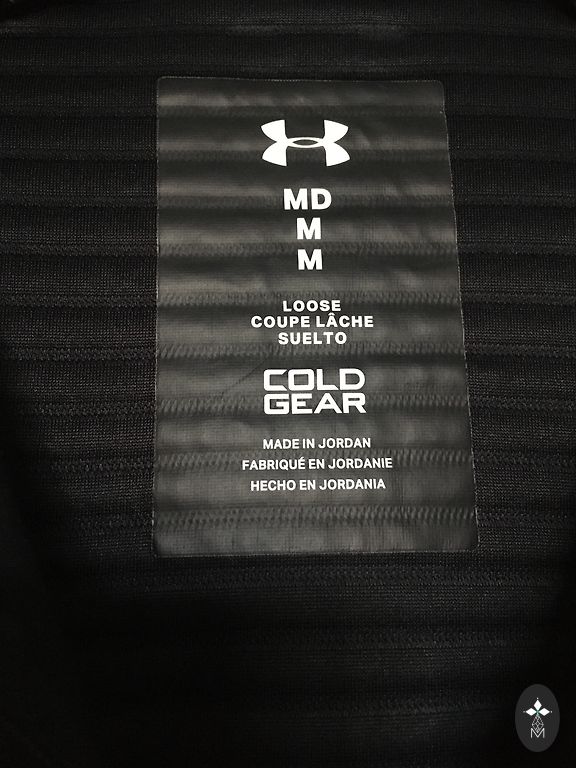 MD
M
M
LOOSE
COUPE LÂCHE
SUELTO
COLD
GEAR
MADE IN JORDAN
FABRIQUÉ EN JORDANIE
HECHO EN JORDANIA
M